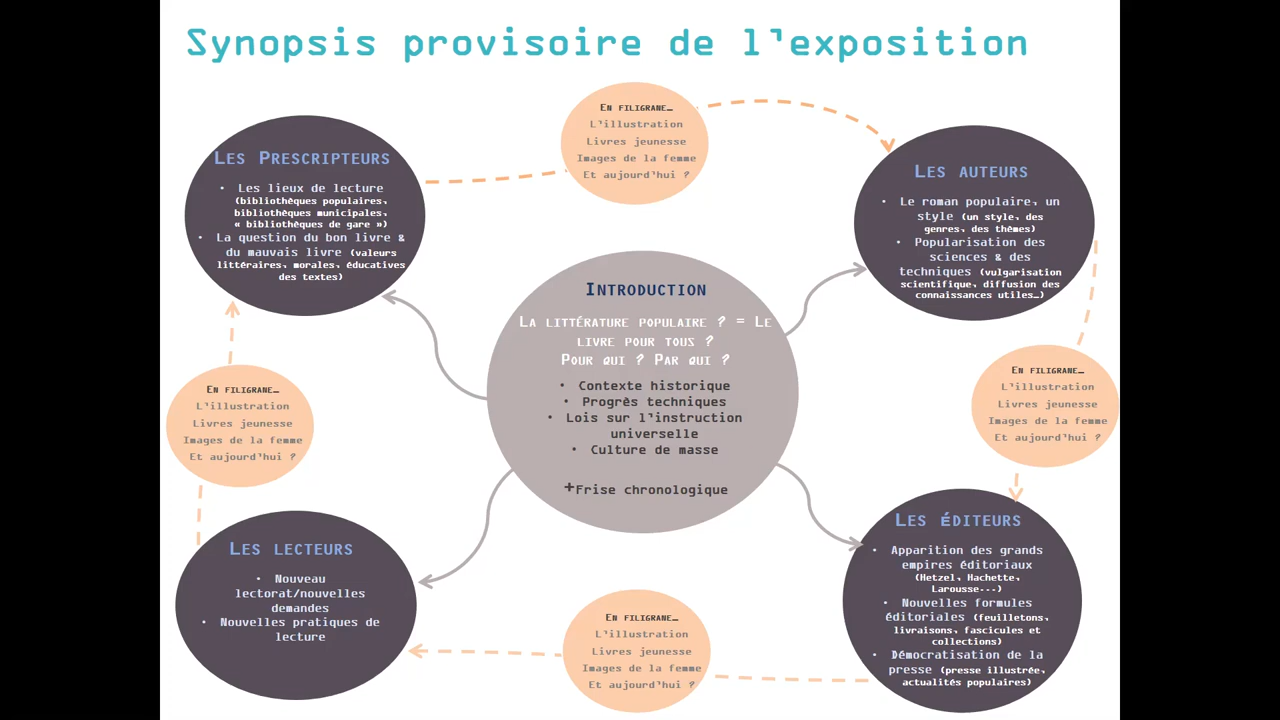 Synopsis provisoire de l'exposition
En filigrane…
L'illustration
Livres jeunesse
Images de la femme
Et aujourd'hui ?
Les Prescripteurs
• Les lieux de lecture
(bibliothèques populaires,
bibliothèques municipales,
« bibliothèques de gare »)
• La question du bon livre &
du mauvais livre (valeurs
littéraires, morales, éducatives
des textes)
Les auteurs
• Le roman populaire, un
style (un style, des
genres, des thèmes)
• Popularisation des
sciences & des
techniques (vulgarisation
scientifique, diffusion des
connaissances utiles…)
Introduction
La littérature populaire ? = Le
livre pour tous ?
Pour qui ? Par qui ?
• Contexte historique
• Progrès techniques
• Lois sur l'instruction
universelle
• Culture de masse
+Frise chronologique
En filigrane…
L'illustration
Livres jeunesse
Images de la femme
Et aujourd'hui ?
En filigrane…
L'illustration
Livres jeunesse
Images de la femme
Et aujourd'hui ?
Les lecteurs
• Nouveau
lectorat/nouvelles
demandes
• Nouvelles pratiques de
lecture
Les éditeurs
• Apparition des grands
empires éditoriaux
(Hetzel, Hachette,
Larousse...)
• Nouvelles formules
éditoriales (feuilletons,
livraisons, fascicules et
collections)
• Démocratisation de la
presse (presse illustrée,
actualités populaires)
En filigrane…
L'illustration
Livres jeunesse
Images de la femme
Et aujourd'hui ?